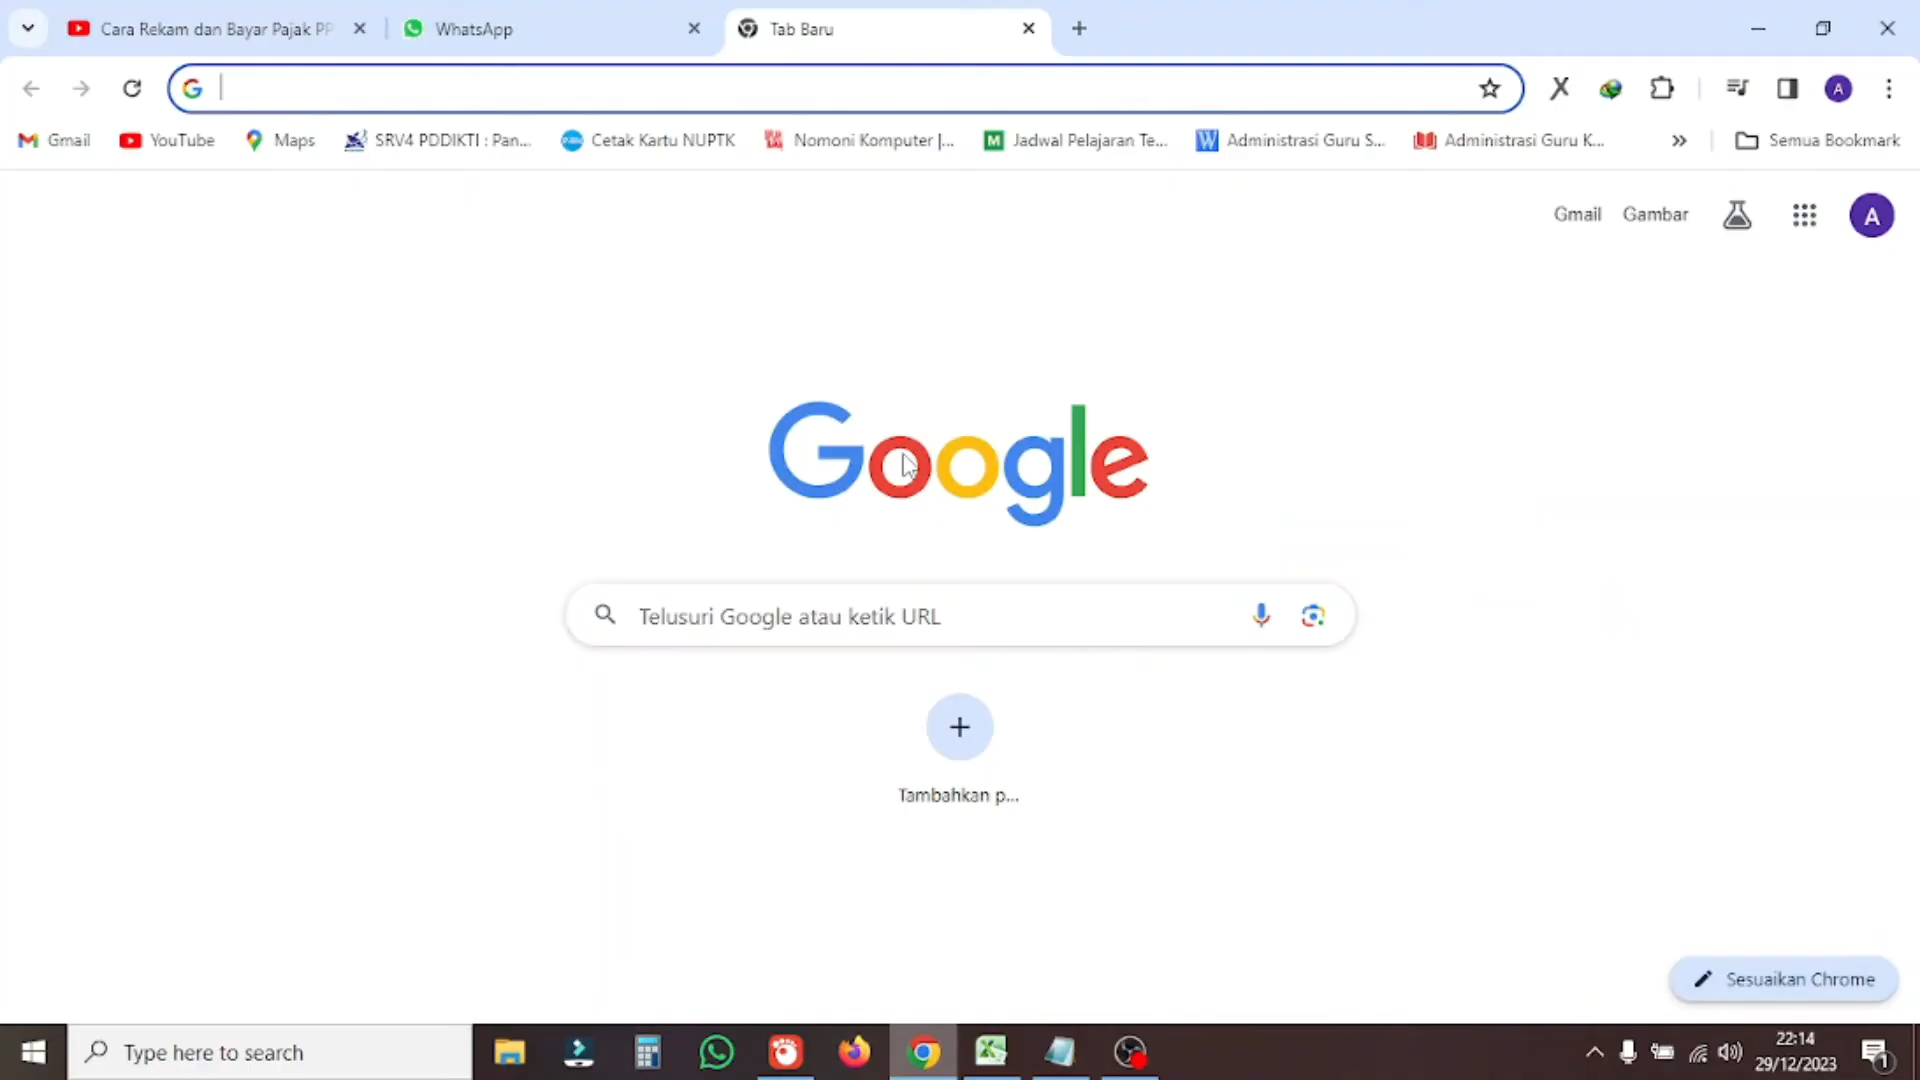 Cara Rekam dan Bayar Pajak PP
WhatsApp
Tab Baru
A
Gmail
YouTube
Maps
SRV4 PDDIKTI : Pan...
Cetak Kartu NUPTK
Nomoni Komputer |...
Jadwal Pelajaran Te...
Administrasi Guru S...
Administrasi Guru K...
Semua Bookmark
Gmail
Gambar
A
Google
Telusuri Google atau ketik URL
Tambahkan p...
Sesuaikan Chrome
Type here to search
22:14
29/12/2023
1